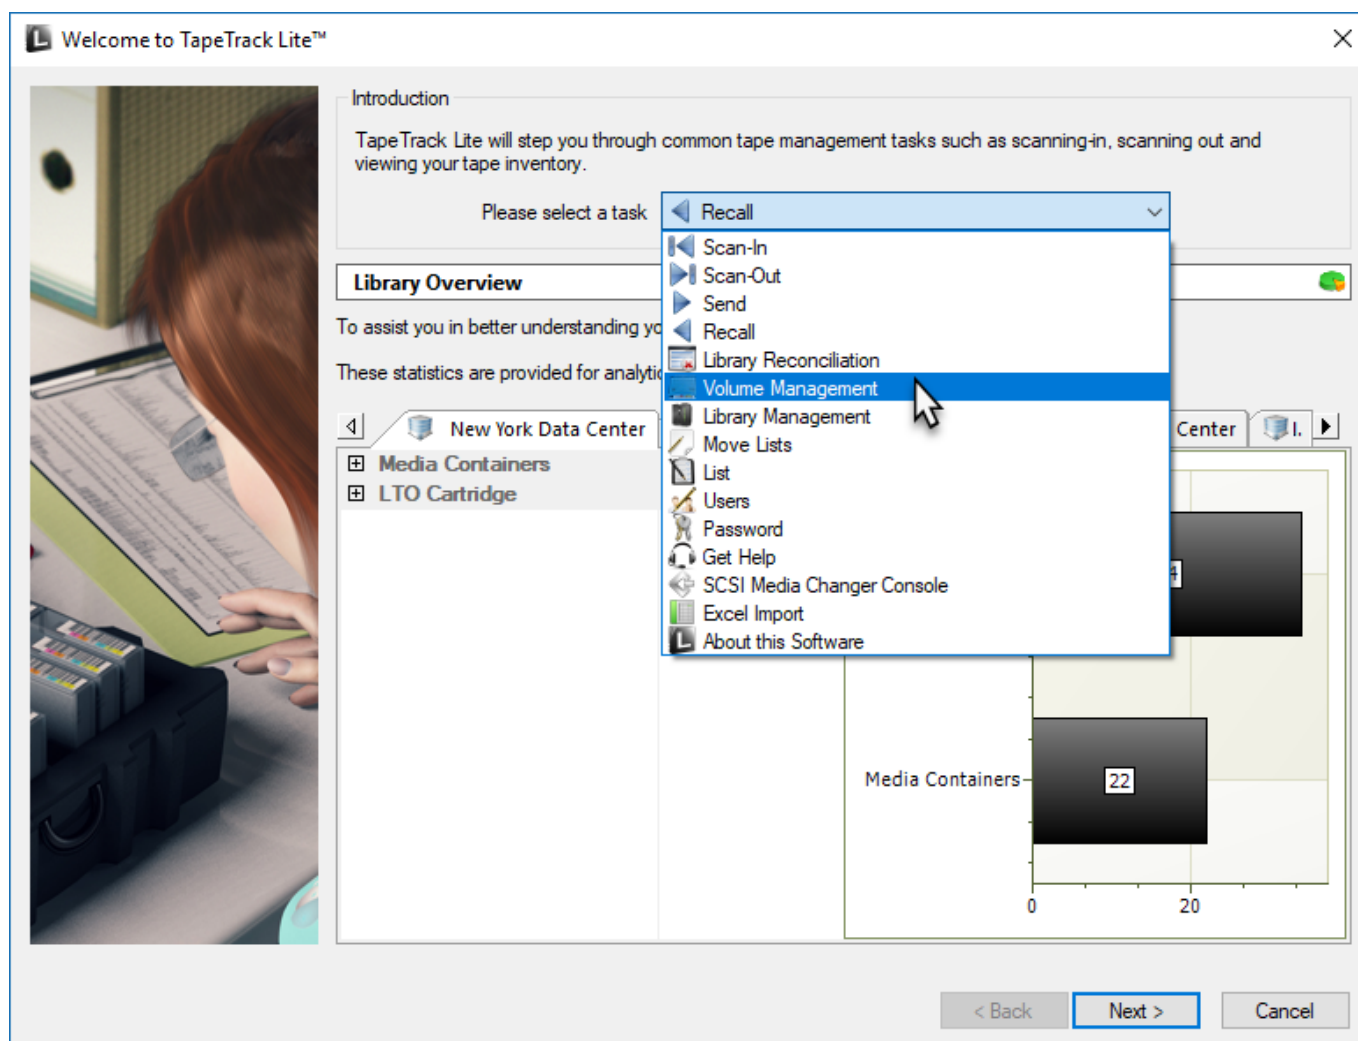 Welcome to TapeTrack Lite™
Introduction
TapeTrack Lite will step you through common tape management tasks such as scanning-in, scanning out and
viewing your tape inventory.
Please select a task
Recall
Scan-In
Scan-Out
Send
Recall
Library Reconciliation
Volume Management
Library Management
Move Lists
List
Users
Password
Get Help
SCSI Media Changer Console
Excel Import
About this Software
Library Overview
To assist you in better understanding
These statistics are provided for
New York Data Center
Center
I.
Media Containers
LTO Cartridge
4
Media Containers
22
0
20
< Back
Next >
Cancel